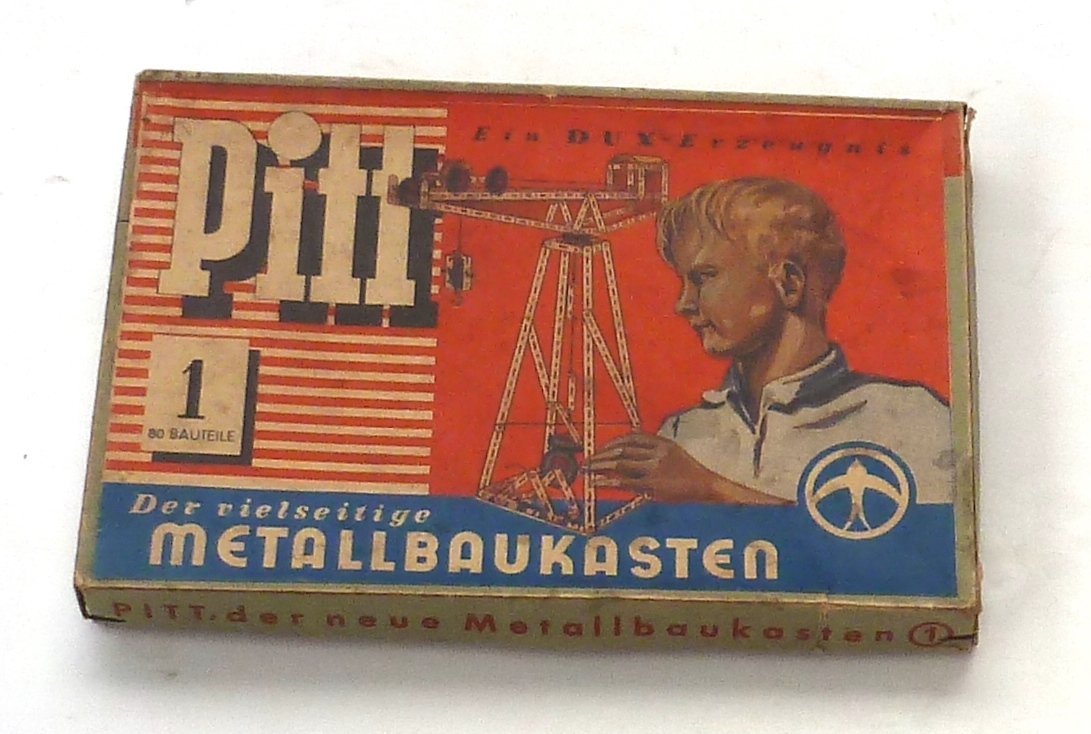 Pitt
Ein DUX-Erzeugnis
1
80 BAUTEILE
Der vielseitige
METALLBAUKASTEN
PITT, der neue Metallbaukasten 1